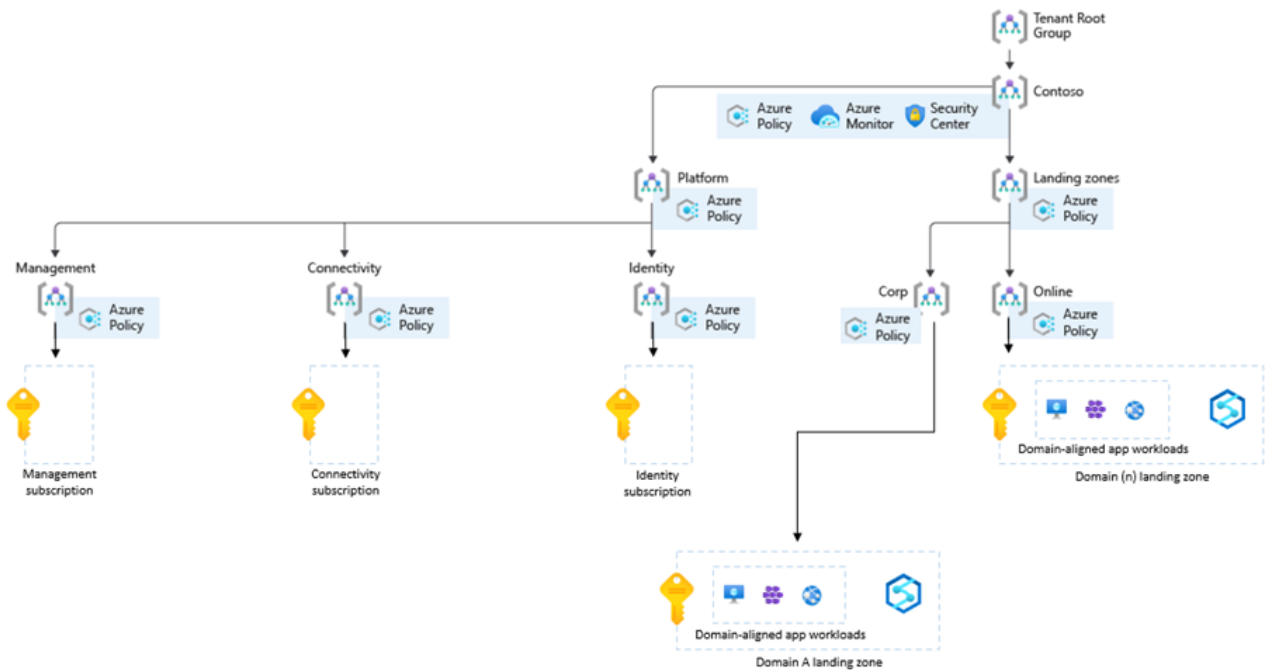 Tenant Root
Group
Contoso
Azure
Policy
Azure
Monitor
Security
Center
Platform
Azure
Policy
Landing zones
Azure
Policy
Management
Azure
Policy
Connectivity
Azure
Policy
Identity
Azure
Policy
Corp
Azure
Policy
Online
Azure
Policy
Management
subscription
Connectivity
subscription
Identity
subscription
Domain-aligned app workloads
Domain (n) landing zone
Domain-aligned app workloads
Domain A landing zone